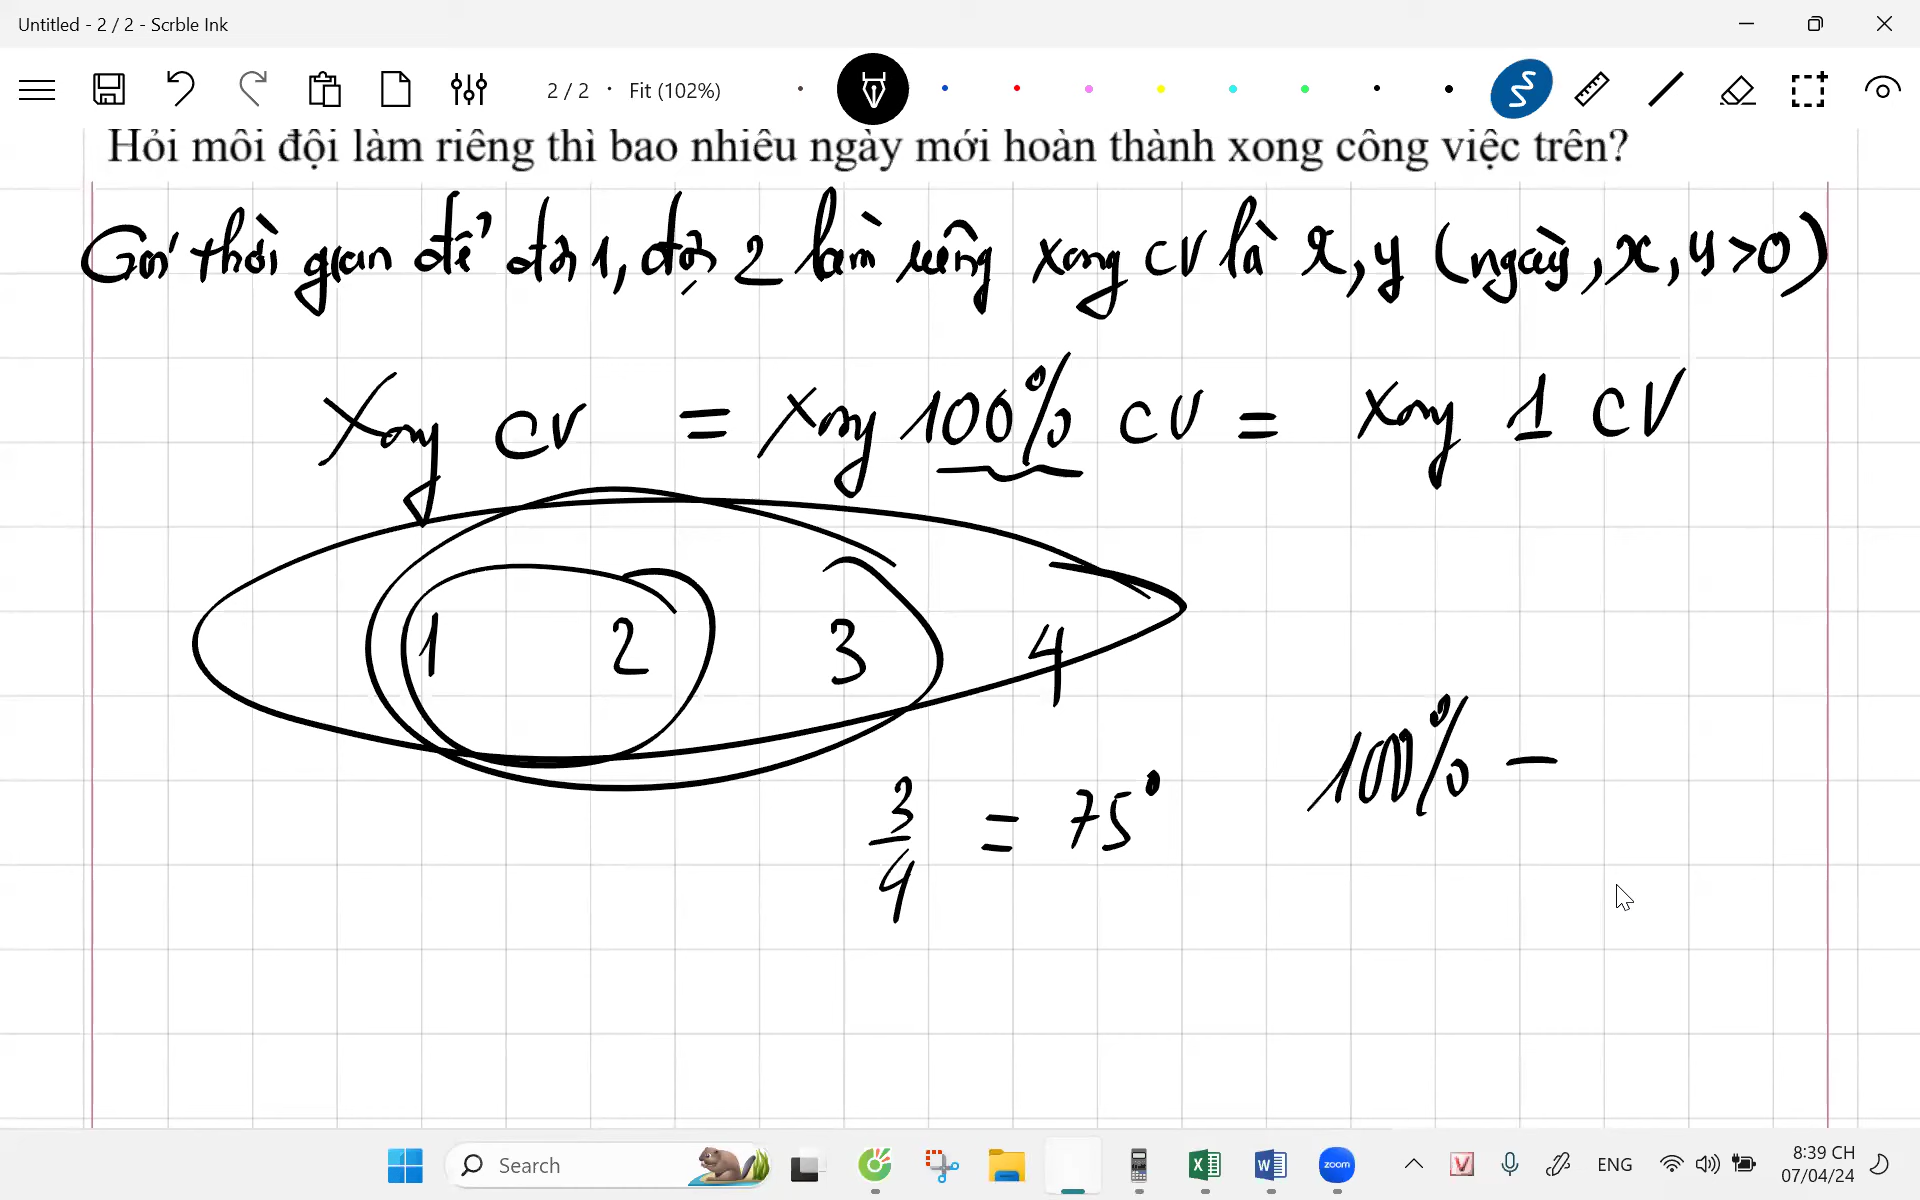 Untitled - 2 / 2 - Scrble Ink
2 / 2 · Fit (102%)
Hỏi mỗi đội làm riêng thì bao nhiêu ngày mới hoàn thành xong công việc trên?
Gọi thời gian để đội 1, đội 2 làm riêng xong CV là x, y (ngày, x, y >0)
Xong CV = Xong 100% CV = Xong 1 CV
1 2 3 4
100% –
3/4 = 75°
Search
zoom
ENG
8:39 CH
07/04/24